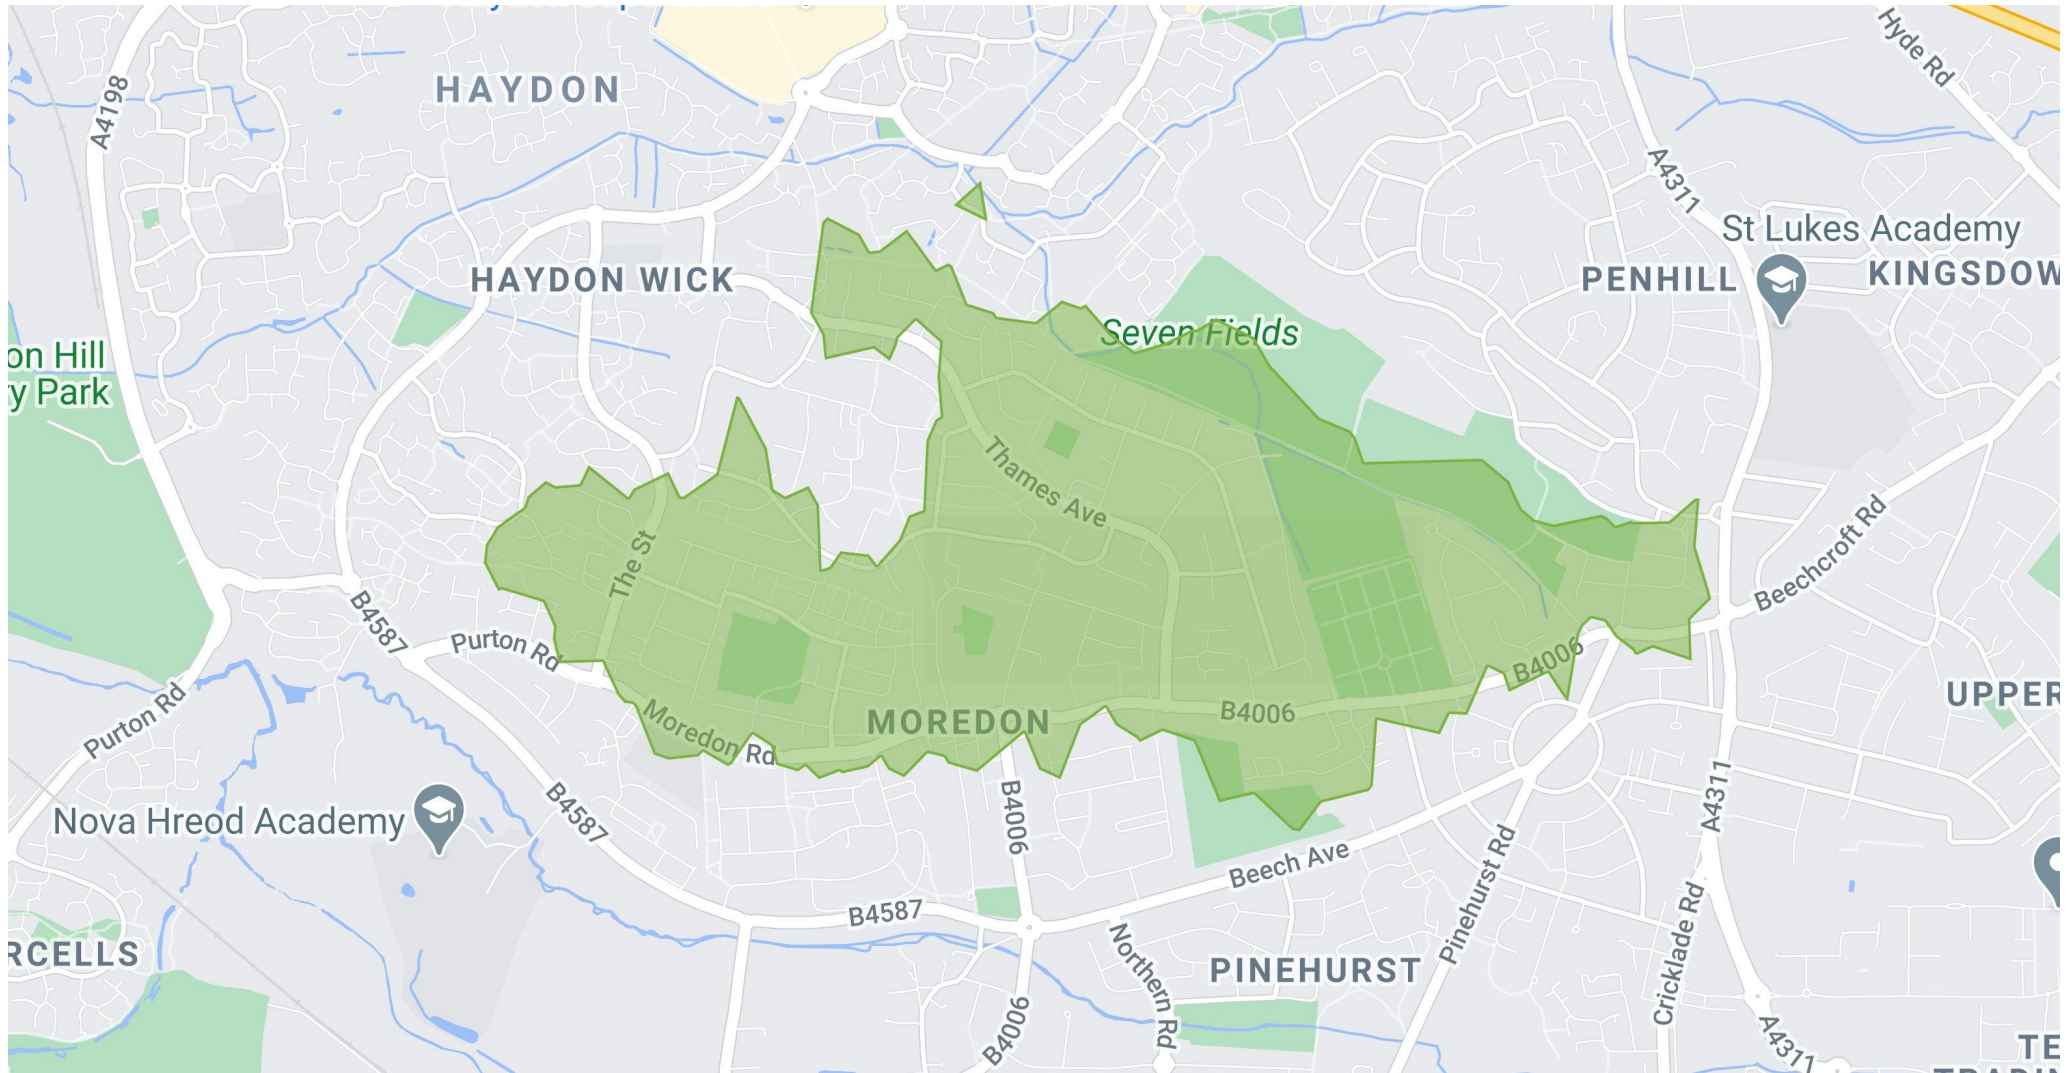 HAYDON
Hyde Rd
A4198
A4311
St Lukes Academy
HAYDON WICK
PENHILL
KINGSDOW
Seven Fields
on Hill
y Park
Thames Ave
The St
Beechcroft Rd
B4587
Purton Rd
B4006
Purton Rd
Moredon Rd
MOREDON
B4006
UPPER
Nova Hreod Academy
B4587
B4006
A4311
Beech Ave
Pinehurst Rd
B4587
Cricklade Rd
RCELLS
Northern Rd
PINEHURST
B4006
A4311
TE